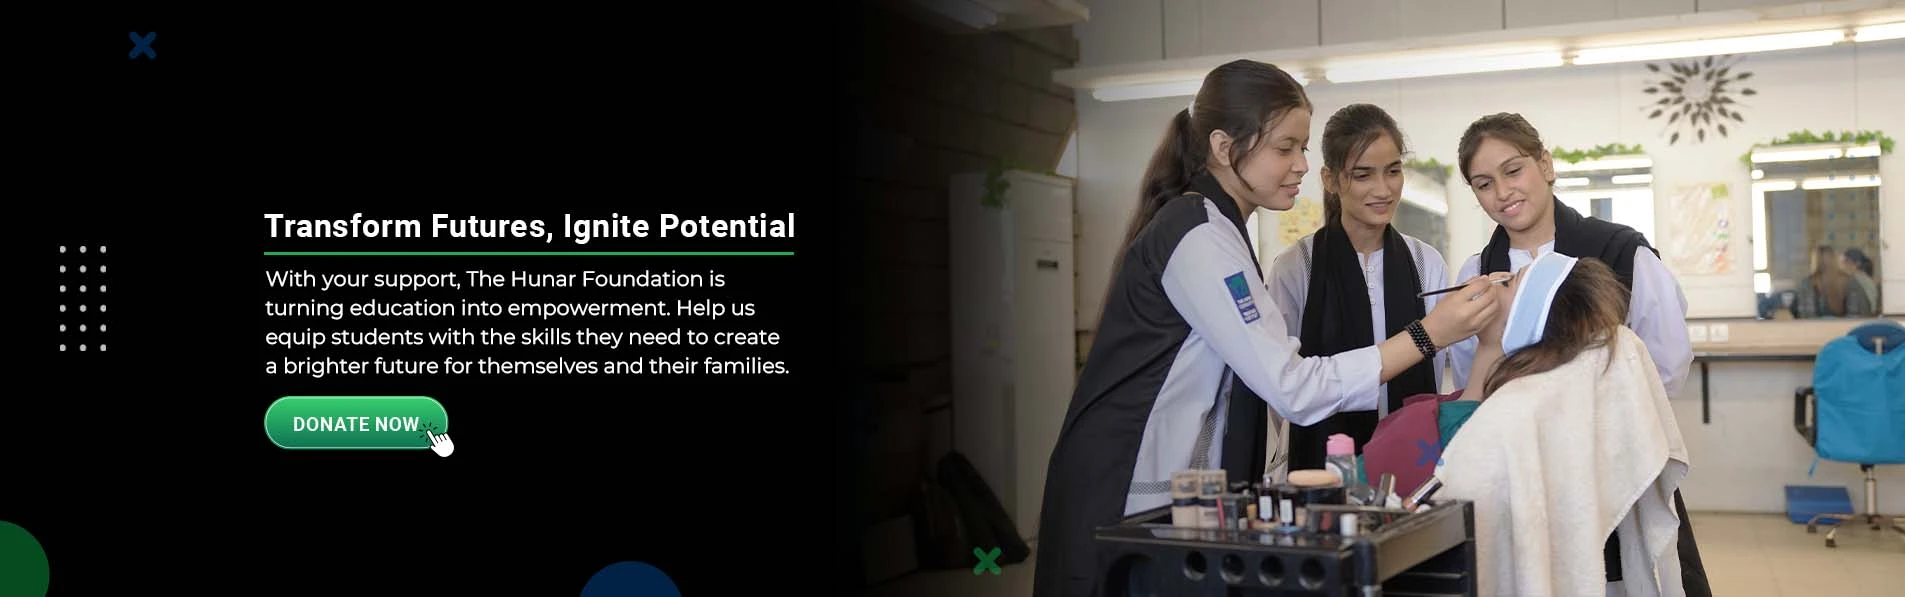 Transform Futures, Ignite Potential
With your support, The Hunar Foundation is
turning education into empowerment. Help us
equip students with the skills they need to create
a brighter future for themselves and their families.
DONATE NOW